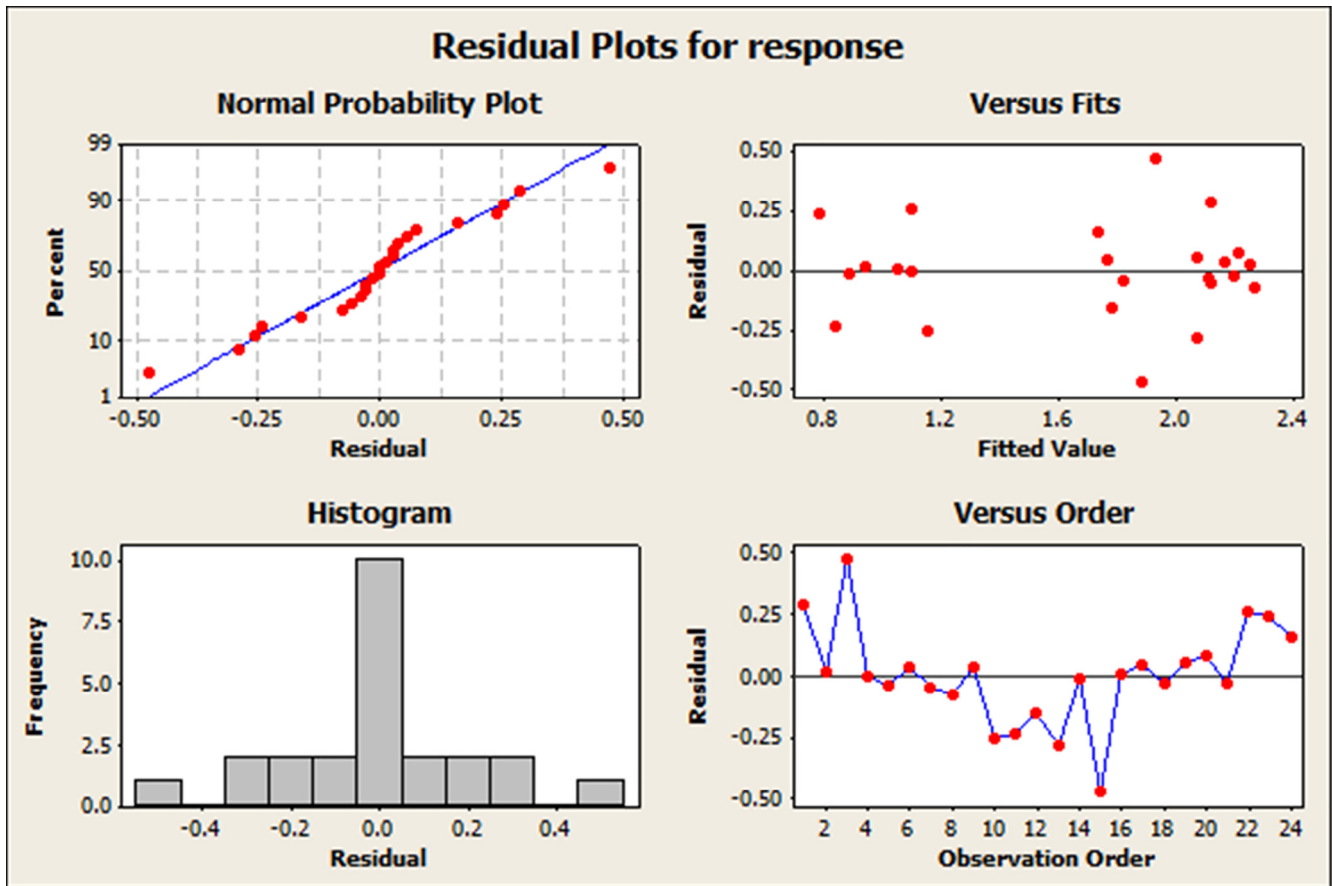 Residual Plots for response
Normal Probability Plot
99
90
50
10
1
Percent
-0.50 -0.25 0.00 0.25 0.50
Residual
Versus Fits
0.50
0.25
0.00
-0.25
-0.50
Residual
0.8 1.2 1.6 2.0 2.4
Fitted Value
Histogram
10.0
7.5
5.0
2.5
0.0
Frequency
-0.4 -0.2 0.0 0.2 0.4
Residual
Versus Order
0.50
0.25
0.00
-0.25
-0.50
Residual
2 4 6 8 10 12 14 16 18 20 22 24
Observation Order